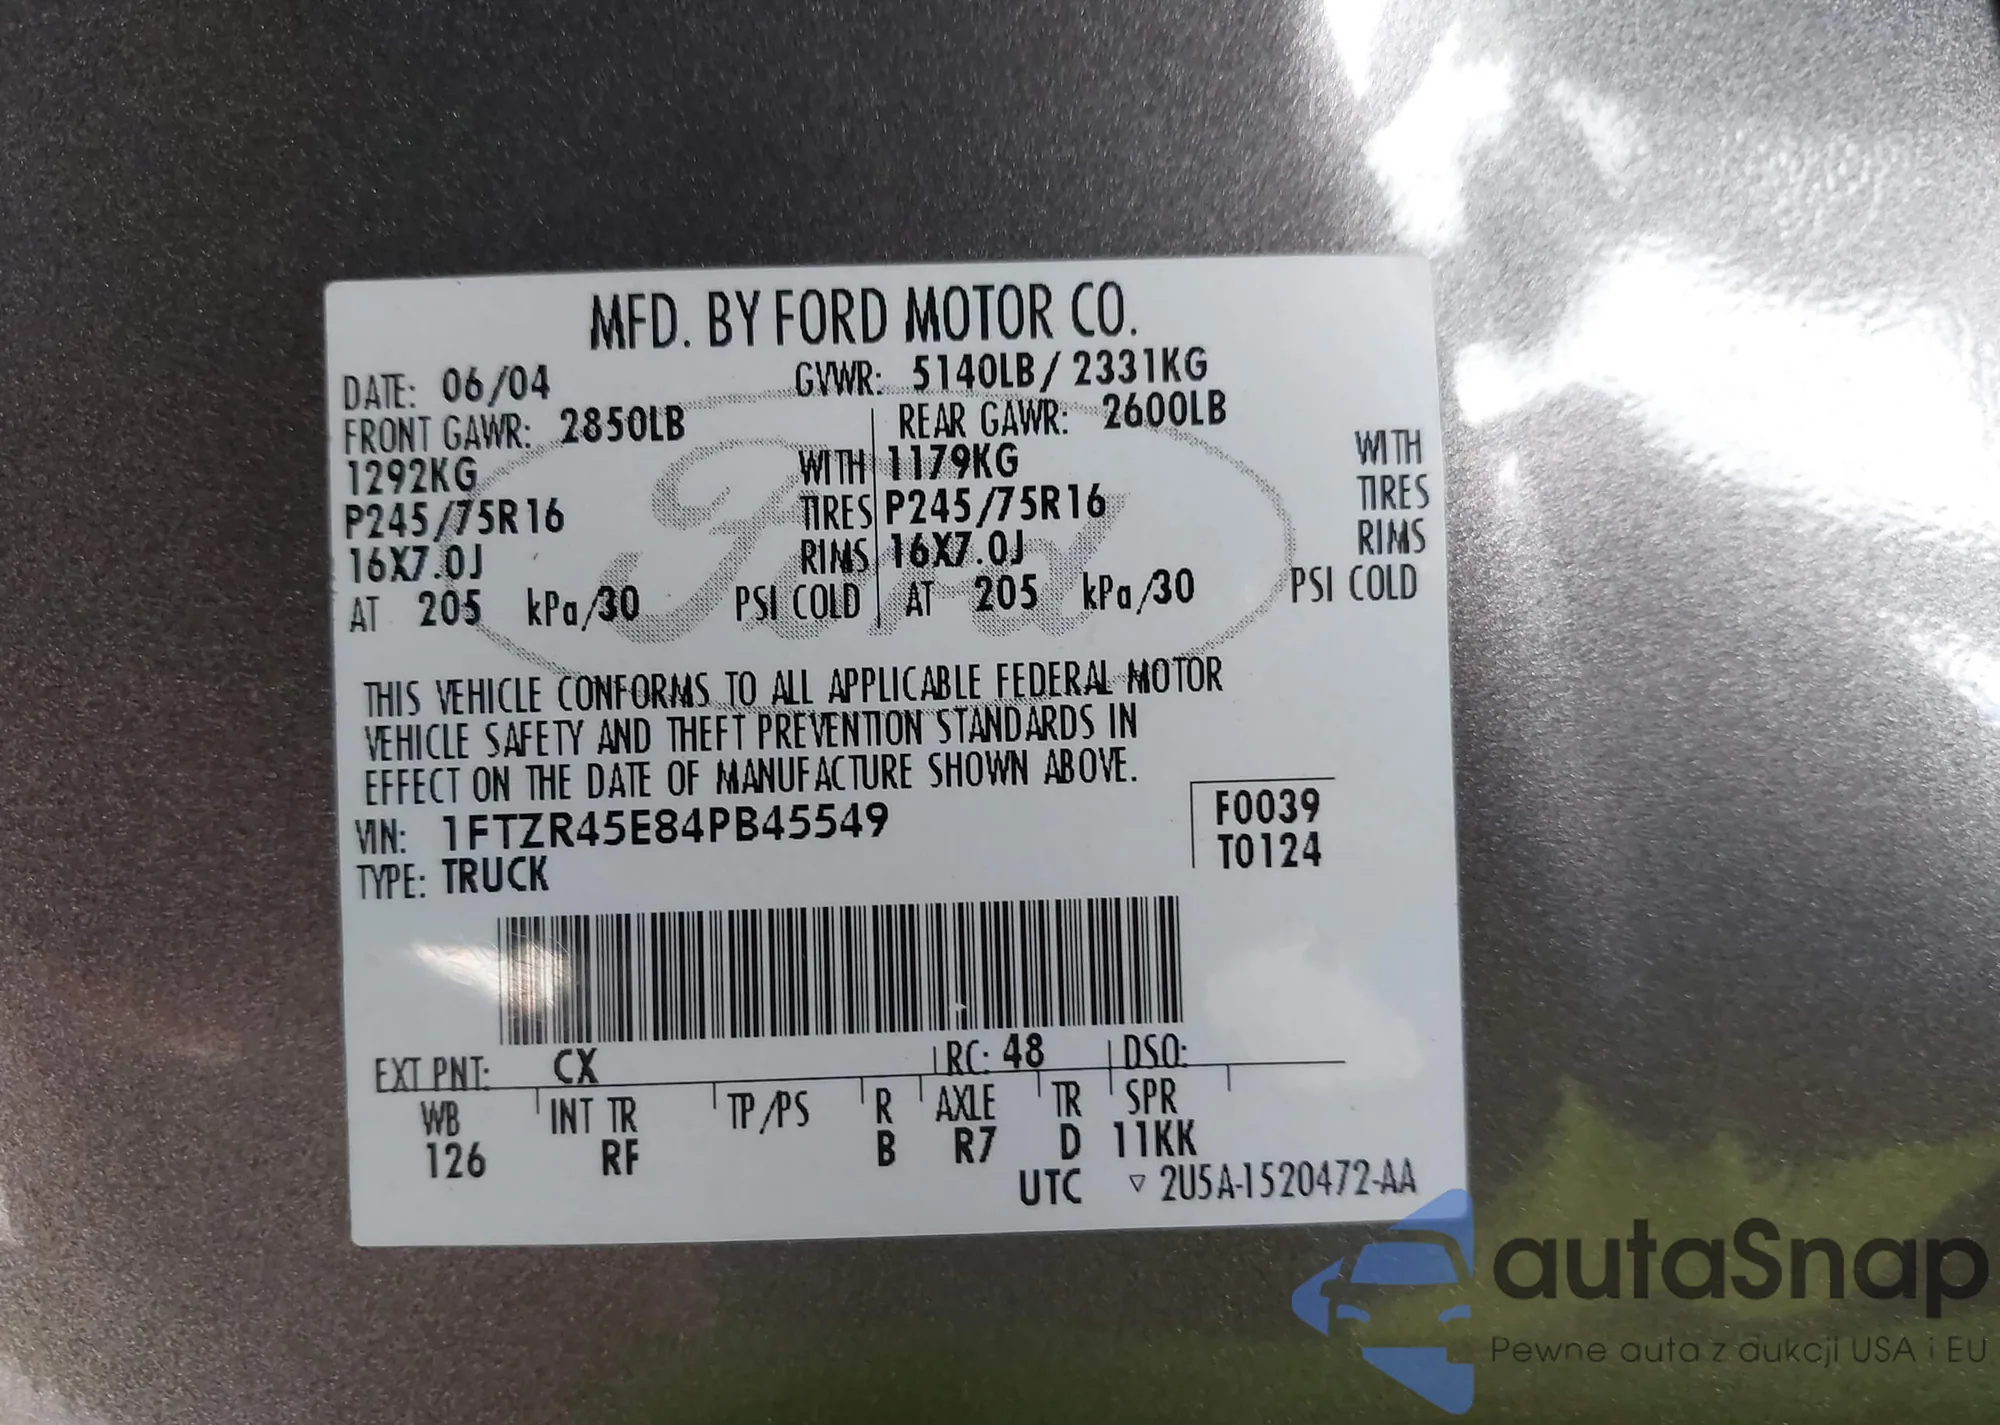 MFD. BY FORD MOTOR CO.
DATE: 06/04 GVWR: 5140LB/ 2331KG
FRONT GAWR: 2850LB REAR GAWR: 2600LB
1292KG WITH 1179KG WITH
P245/75R16 TIRES P245/75R16 TIRES
16X7.0J RIMS 16X7.0J RIMS
AT 205 kPa/30 PSI COLD AT 205 kPa/30 PSI COLD
Ford
THIS VEHICLE CONFORMS TO ALL APPLICABLE FEDERAL MOTOR
VEHICLE SAFETY AND THEFT PREVENTION STANDARDS IN
EFFECT ON THE DATE OF MANUFACTURE SHOWN ABOVE.
VIN: 1FTZR45E84PB45549 F0039
TYPE: TRUCK T0124
EXT PNT: CX RC: 48 DSO:
WB INT TR TP/PS R AXLE TR SPR
126 RF B R7 D 11KK
UTC ▽ 2U5A-1520472-AA
autaSnap
Pewne auta z aukcji USA i EU